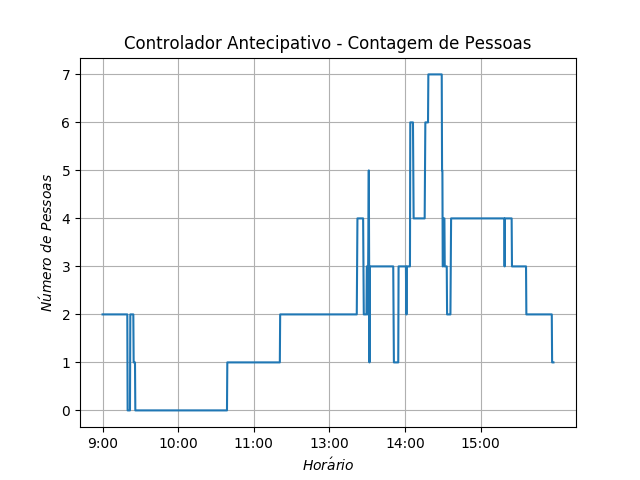 Controlador Antecipativo - Contagem de Pessoas
7
6
5
4
3
2
1
0
Número de Pessoas
9:00 10:00 11:00 13:00 14:00 15:00
Horário